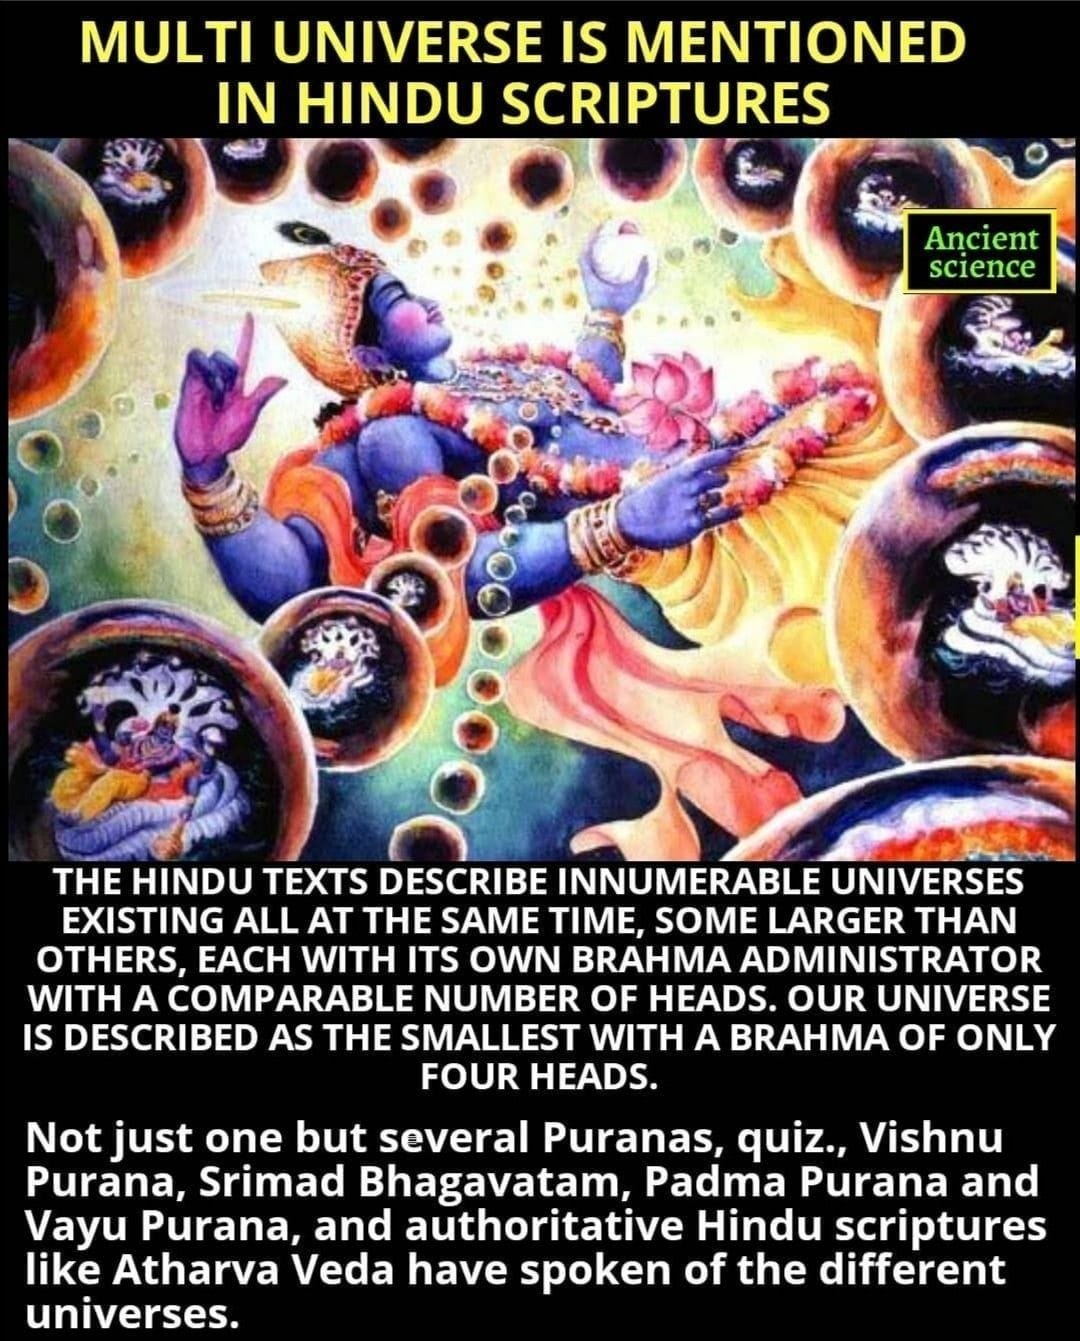 MULTI UNIVERSE IS MENTIONED
IN HINDU SCRIPTURES
Ancient
science
THE HINDU TEXTS DESCRIBE INNUMERABLE UNIVERSES
EXISTING ALL AT THE SAME TIME, SOME LARGER THAN
OTHERS, EACH WITH ITS OWN BRAHMA ADMINISTRATOR
WITH A COMPARABLE NUMBER OF HEADS. OUR UNIVERSE
IS DESCRIBED AS THE SMALLEST WITH A BRAHMA OF ONLY
FOUR HEADS.
Not just one but several Puranas, quiz., Vishnu
Purana, Srimad Bhagavatam, Padma Purana and
Vayu Purana, and authoritative Hindu scriptures
like Atharva Veda have spoken of the different
universes.